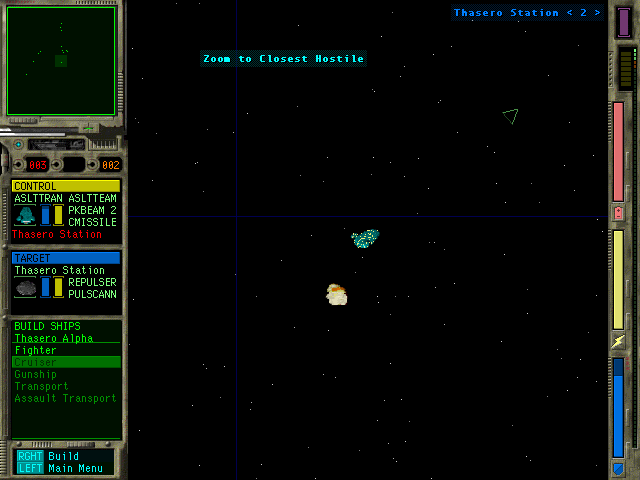 Thasero Station < 2 >
Zoom to Closest Hostile
003 002
CONTROL
ASLTTRAN ASLTTEAM
PKBEAM 2
CMISSILE
Thasero Station
TARGET
Thasero Station
REPULSER
PULSCANN
BUILD SHIPS
Thasero Alpha
Fighter
Cruiser
Gunship
Transport
Assault Transport
RGHT Build
LEFT Main Menu